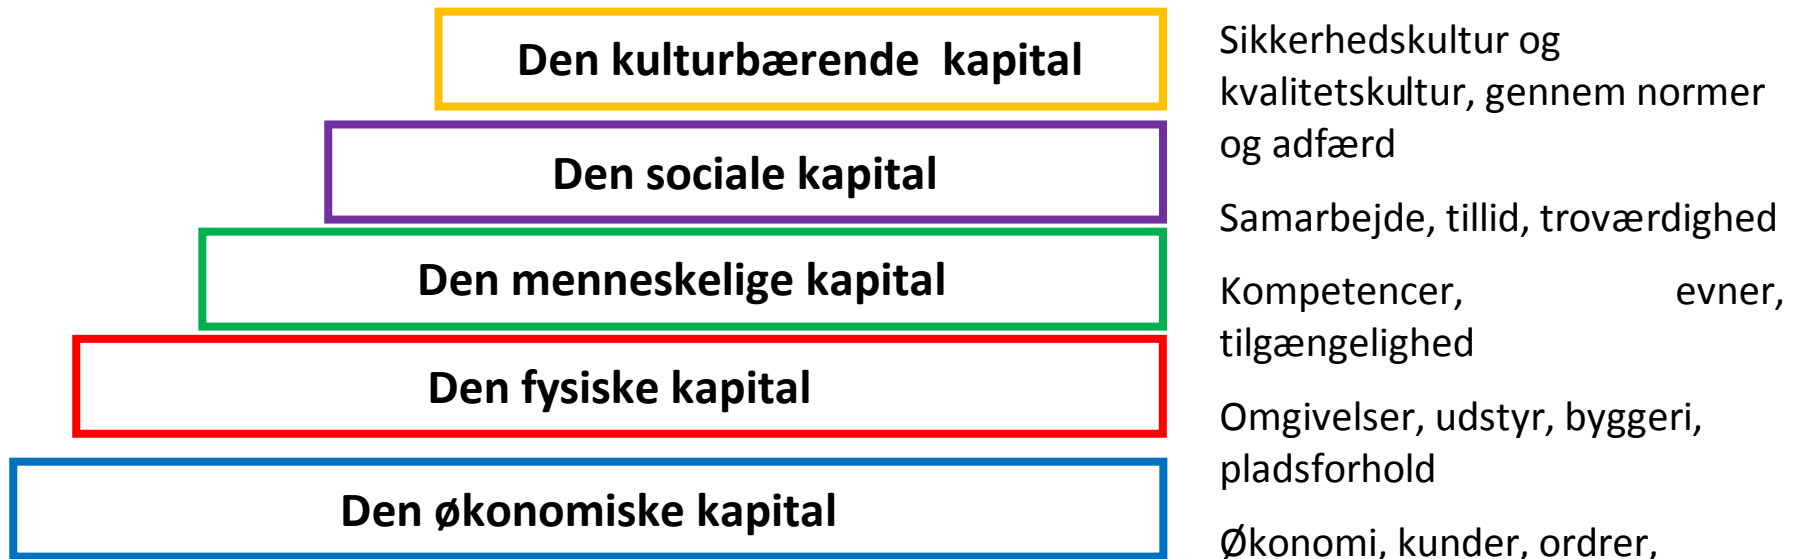 Den kulturbærende kapital
Sikkerhedskultur og
kvalitetskultur, gennem normer
og adfærd
Den sociale kapital
Samarbejde, tillid, troværdighed
Den menneskelige kapital
Kompetencer, evner,
tilgængelighed
Den fysiske kapital
Omgivelser, udstyr, byggeri,
pladsforhold
Den økonomiske kapital
Økonomi, kunder, ordrer,